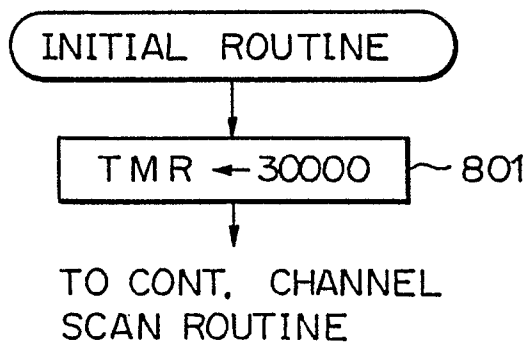 INITIAL ROUTINE
TMR ← 30000 801
TO CONT. CHANNEL
SCAN ROUTINE